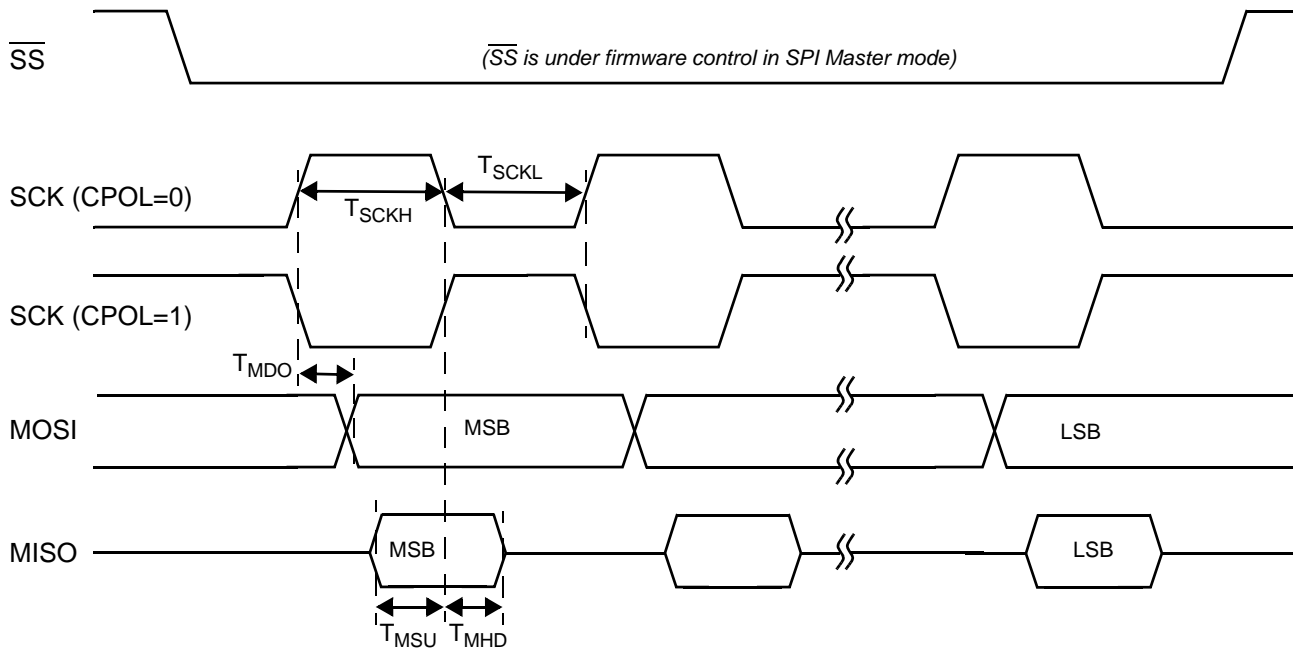 SS
(SS is under firmware control in SPI Master mode)
SCK (CPOL=0)
TSCKH
TSCKL
SCK (CPOL=1)
TMDO
MOSI
MSB
LSB
MISO
MSB
LSB
TMSU
TMHD